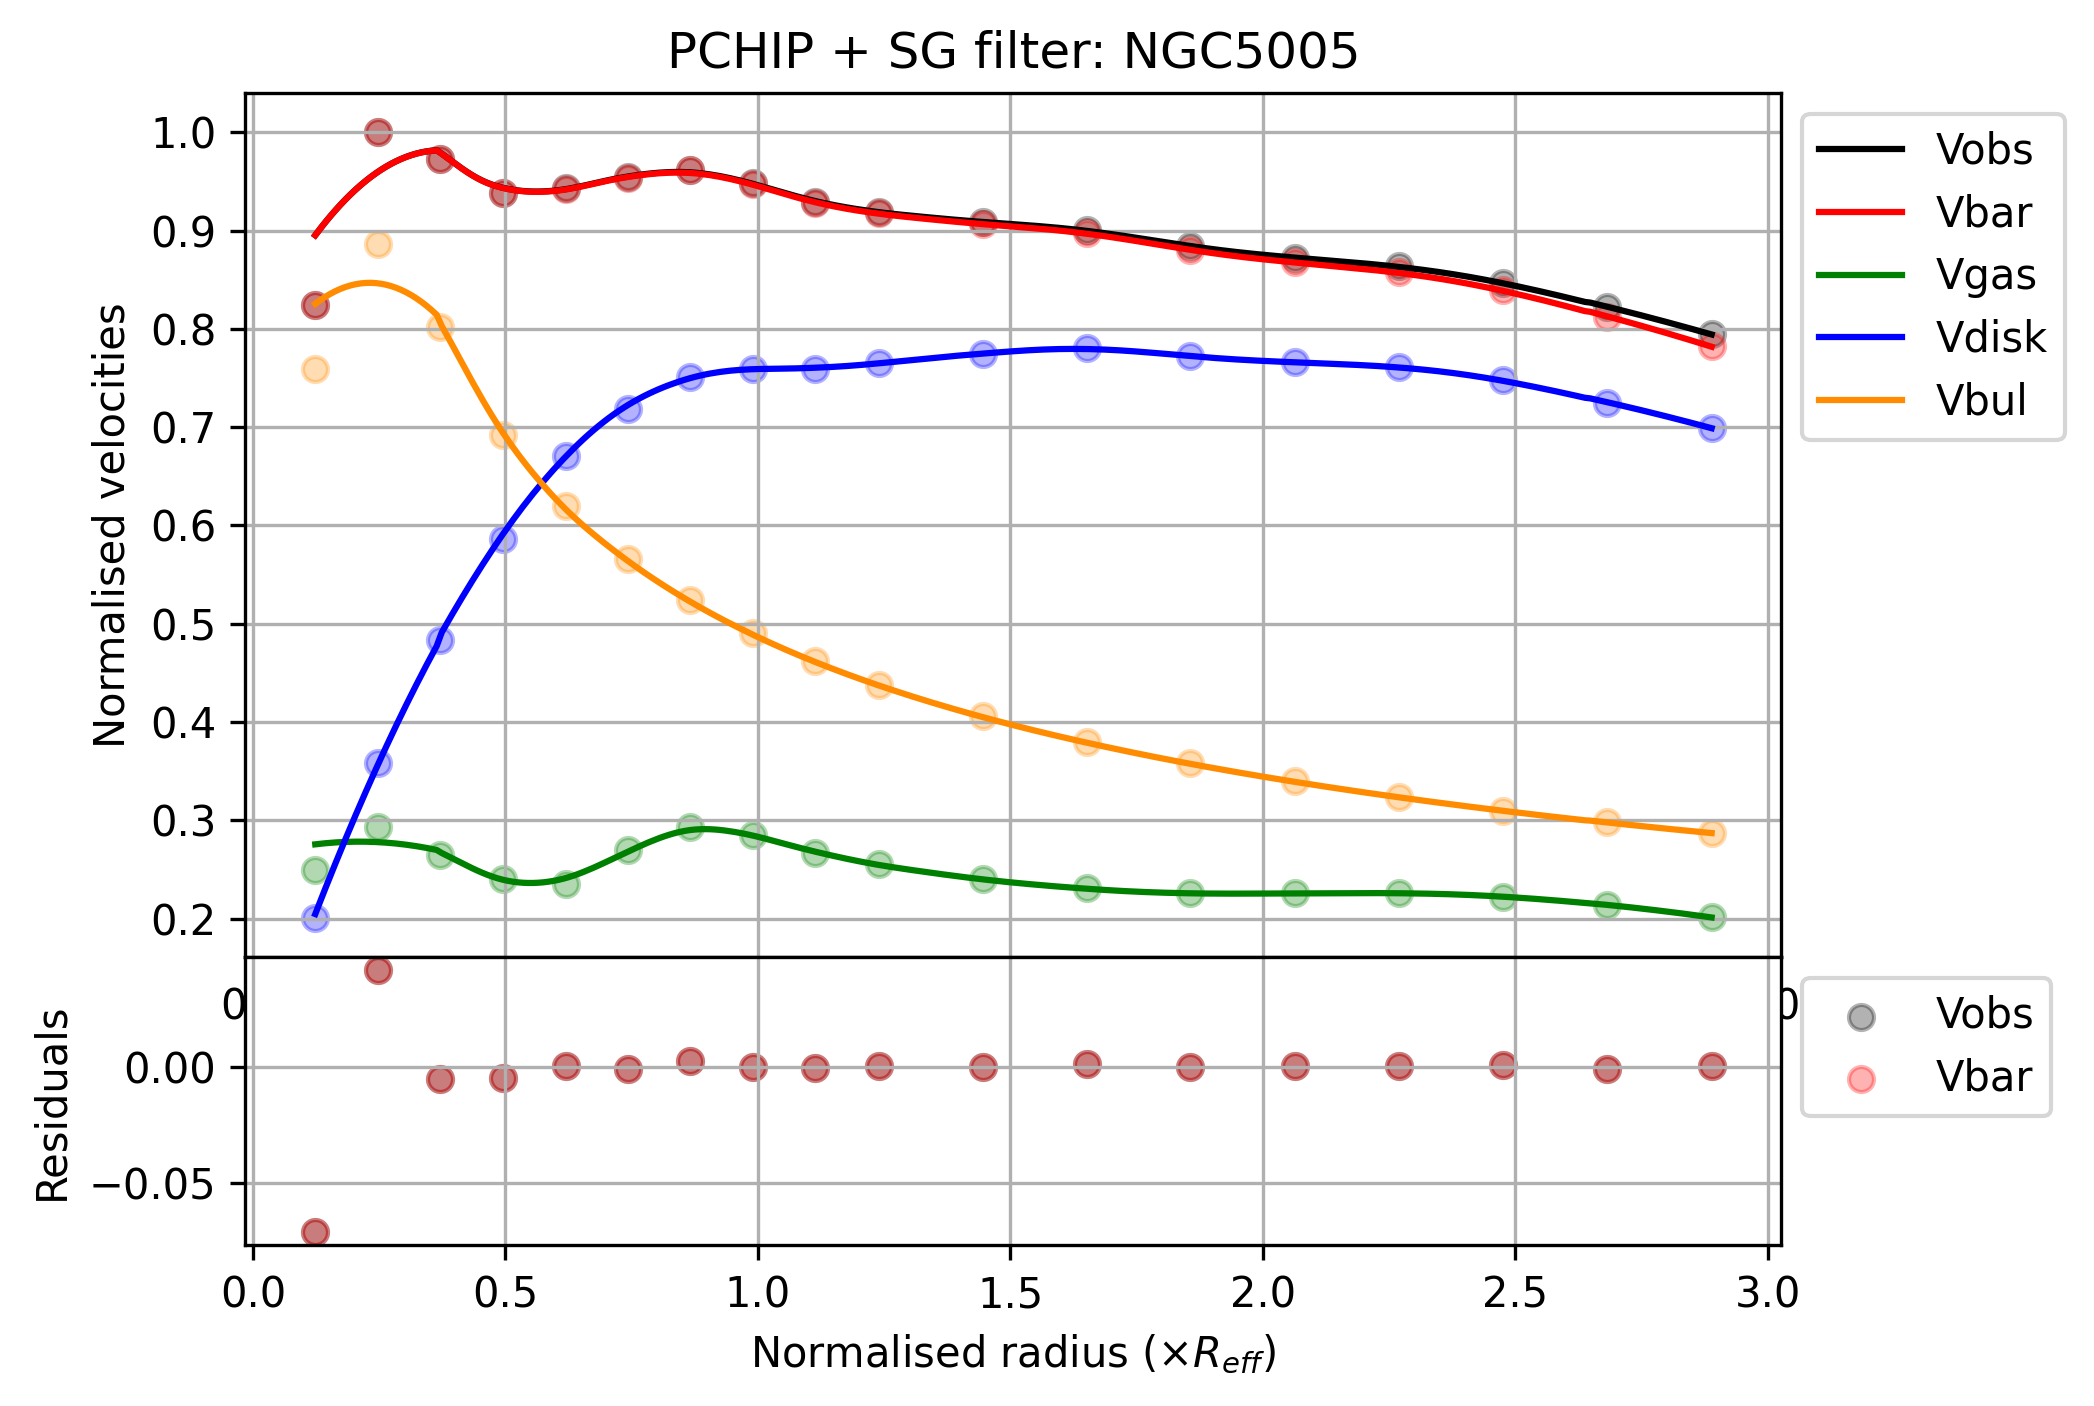 PCHIP + SG filter: NGC5005
Normalised velocities
1.0
0.9
0.8
0.7
0.6
0.5
0.4
0.3
0.2
Vobs
Vbar
Vgas
Vdisk
Vbul
0
0
Residuals
0.00
−0.05
Vobs
Vbar
0.0 0.5 1.0 1.5 2.0 2.5 3.0
Normalised radius (×R_eff)